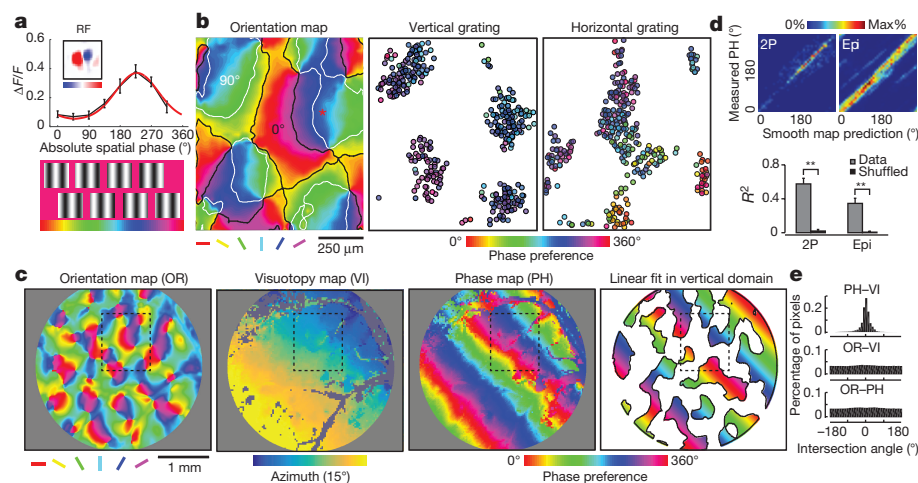 a
RF
ΔF/F
0.6
0.4
0.2
0
0 90 180 270 360
Absolute spatial phase (°)
b
Orientation map
Vertical grating
Horizontal grating
90°
0°
250 μm
0° 360°
Phase preference
c
Orientation map (OR)
Visuotopy map (VI)
Phase map (PH)
Linear fit in vertical domain
1 mm
Azimuth (15°)
0° 360°
Phase preference
d
0% Max%
2P
Epi
Measured PH (°)
0 180
0 180 180
Smooth map prediction (°)
Data
Shuffled
**
**
R²
0.8
0.4
0
2P Epi
e
PH–VI
0.2
0
OR–VI
0.1
0
OR–PH
0.1
0
Percentage of pixels
–180 0 180
Intersection angle (°)